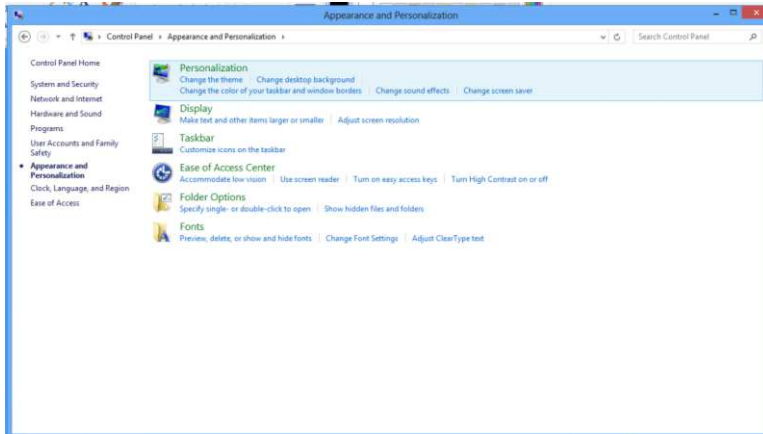 Appearance and Personalization
Control Panel › Appearance and Personalization ›
Search Control Panel
Control Panel Home
System and Security
Network and Internet
Hardware and Sound
Programs
User Accounts and Family
Safety
Appearance and
Personalization
Clock, Language, and Region
Ease of Access
Personalization
Change the theme | Change desktop background
Change the color of your taskbar and window borders | Change sound effects | Change screen saver
Display
Make text and other items larger or smaller | Adjust screen resolution
Taskbar
Customize icons on the taskbar
Ease of Access Center
Accommodate low vision | Use screen reader | Turn on easy access keys | Turn High Contrast on or off
Folder Options
Specify single- or double-click to open | Show hidden files and folders
Fonts
Preview, delete, or show and hide fonts | Change Font Settings | Adjust ClearType text